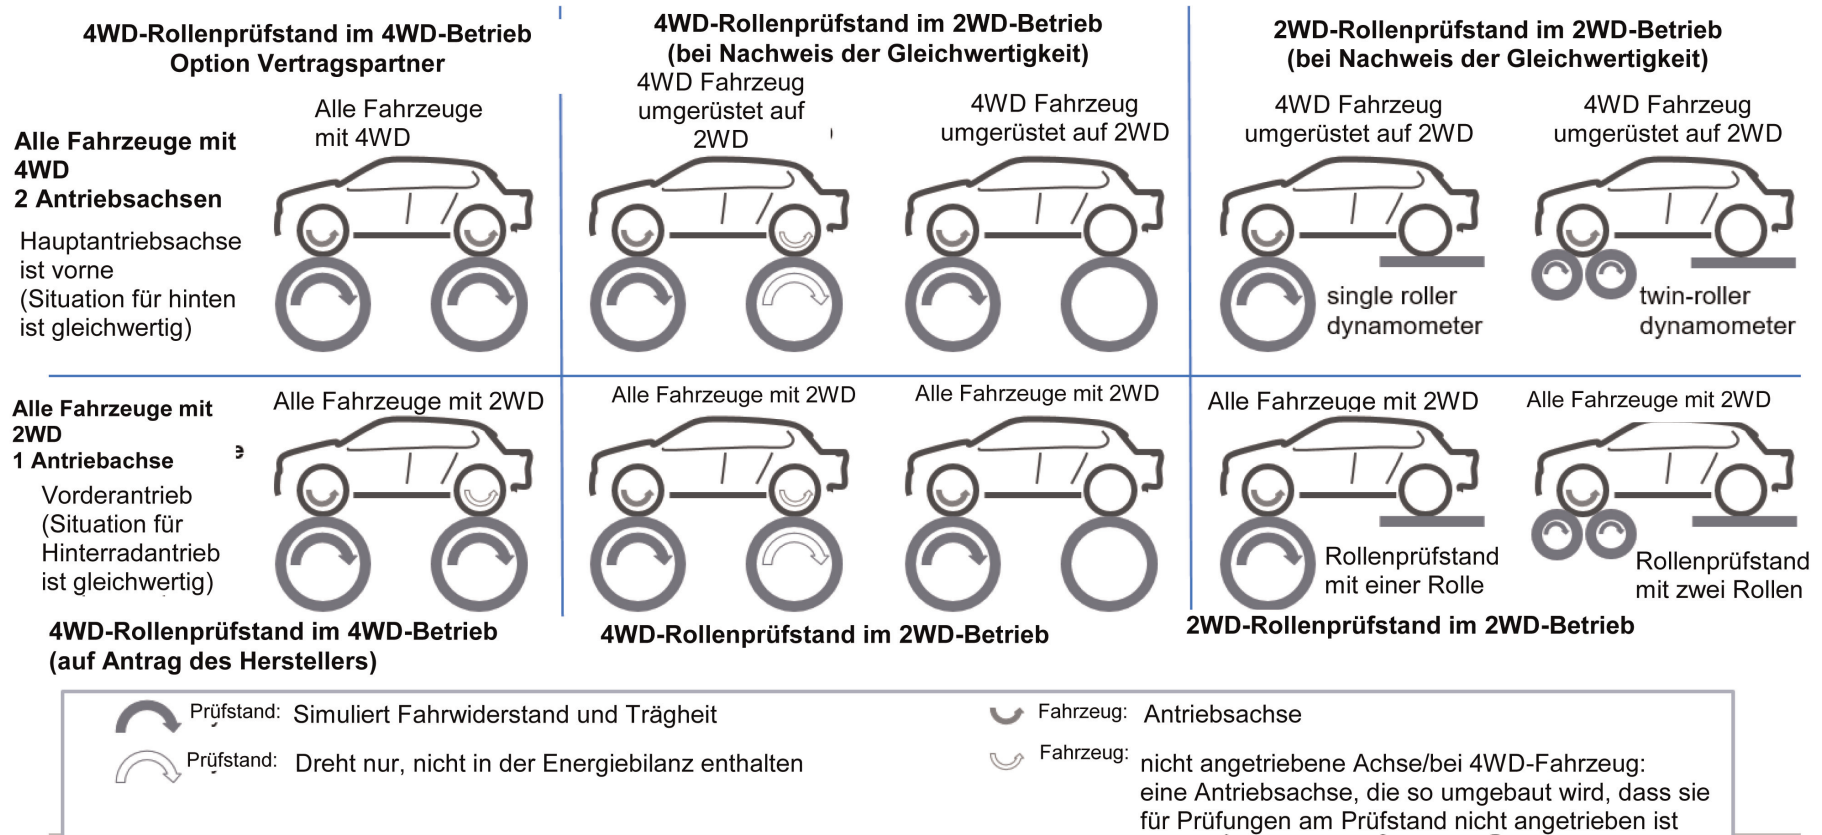 4WD-Rollenprüfstand im 4WD-Betrieb
Option Vertragspartner
4WD-Rollenprüfstand im 2WD-Betrieb
(bei Nachweis der Gleichwertigkeit)
2WD-Rollenprüfstand im 2WD-Betrieb
(bei Nachweis der Gleichwertigkeit)
Alle Fahrzeuge mit
4WD
2 Antriebsachsen
Hauptantriebsachse
ist vorne
(Situation für hinten
ist gleichwertig)
Alle Fahrzeuge
mit 4WD
4WD Fahrzeug
umgerüstet auf
2WD
4WD Fahrzeug
umgerüstet auf 2WD
4WD Fahrzeug
umgerüstet auf 2WD
single roller
dynamometer
4WD Fahrzeug
umgerüstet auf 2WD
twin-roller
dynamometer
Alle Fahrzeuge mit
2WD
1 Antriebachse
Vorderantrieb
(Situation für
Hinterradantrieb
ist gleichwertig)
Alle Fahrzeuge mit 2WD
Alle Fahrzeuge mit 2WD
Alle Fahrzeuge mit 2WD
Alle Fahrzeuge mit 2WD
Rollenprüfstand
mit einer Rolle
Alle Fahrzeuge mit 2WD
Rollenprüfstand
mit zwei Rollen
4WD-Rollenprüfstand im 4WD-Betrieb
(auf Antrag des Herstellers)
4WD-Rollenprüfstand im 2WD-Betrieb
2WD-Rollenprüfstand im 2WD-Betrieb
Prüfstand: Simuliert Fahrwiderstand und Trägheit
Prüfstand: Dreht nur, nicht in der Energiebilanz enthalten
Fahrzeug: Antriebsachse
Fahrzeug: nicht angetriebene Achse/bei 4WD-Fahrzeug:
eine Antriebsachse, die so umgebaut wird, dass sie
für Prüfungen am Prüfstand nicht angetrieben ist